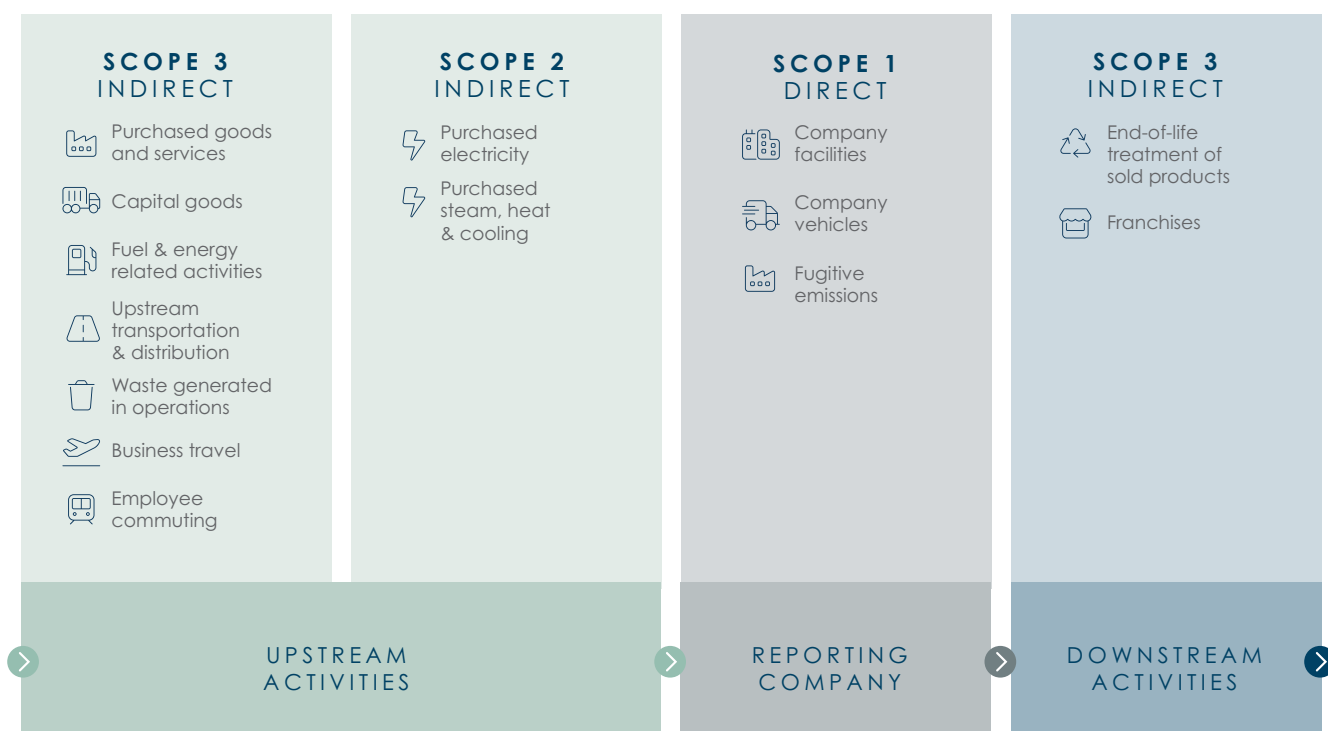 SCOPE 3
INDIRECT
Purchased goods
and services
Capital goods
Fuel & energy
related activities
Upstream
transportation
& distribution
Waste generated
in operations
Business travel
Employee
commuting
SCOPE 2
INDIRECT
Purchased
electricity
Purchased
steam, heat
& cooling
SCOPE 1
DIRECT
Company
facilities
Company
vehicles
Fugitive
emissions
SCOPE 3
INDIRECT
End-of-life
treatment of
sold products
Franchises
UPSTREAM
ACTIVITIES
REPORTING
COMPANY
DOWNSTREAM
ACTIVITIES